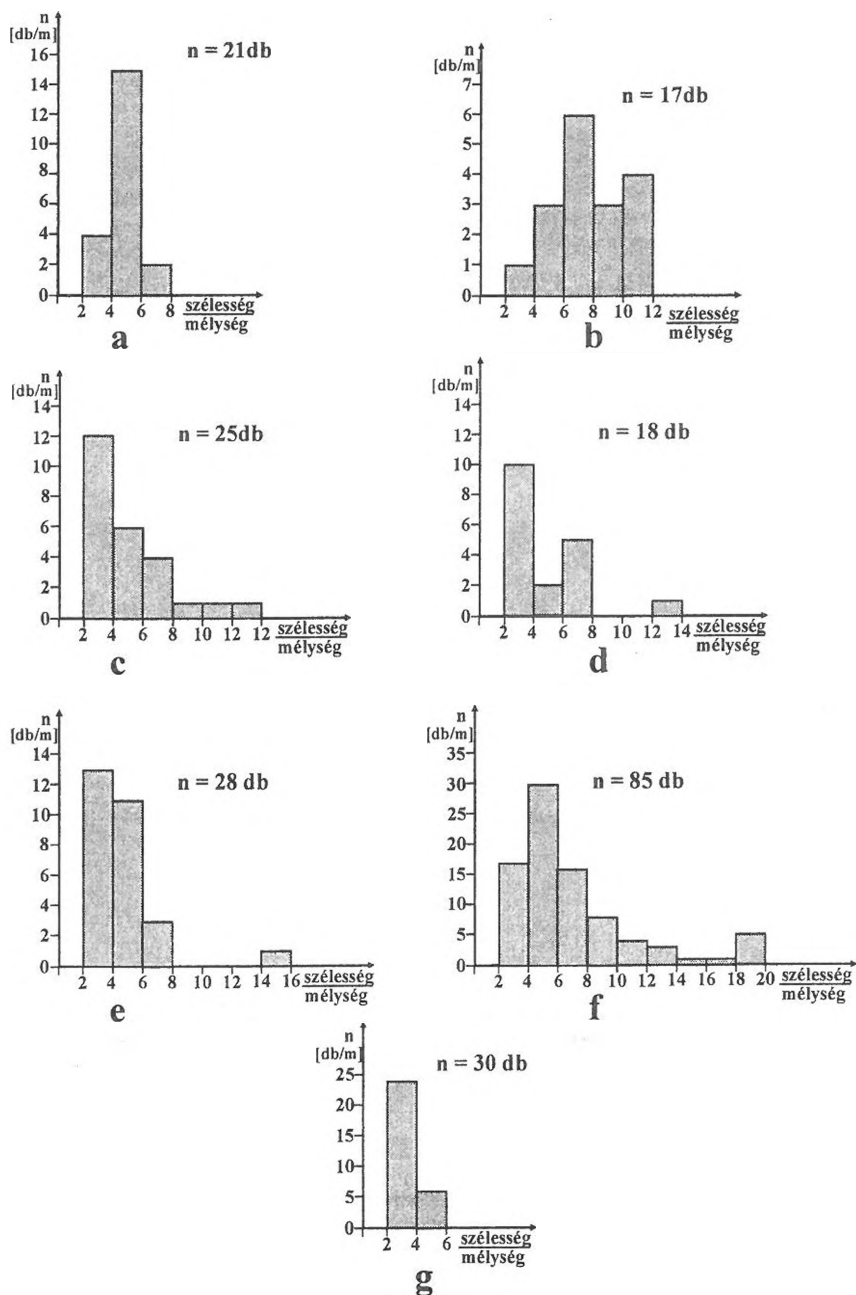 n
[db/m]
n = 21db
16
14
12
10
8
6
4
2
0
2 4 6 8 szélesség
mélység
a
n
[db/m]
n = 17db
7
6
5
4
3
2
1
0
2 4 6 8 10 12 szélesség
mélység
b
n
[db/m]
n = 25db
14
12
10
8
6
4
2
0
2 4 6 8 10 12 12 szélesség
mélység
c
n
[db/m]
n = 18 db
14
12
10
8
6
4
2
0
2 4 6 8 10 12 14 szélesség
mélység
d
n
[db/m]
n = 28 db
14
12
10
8
6
4
2
0
2 4 6 8 10 12 14 16 szélesség
mélység
e
n
[db/m]
n = 85 db
35
30
25
20
15
10
5
0
2 4 6 8 10 12 14 16 18 20 szélesség
mélység
f
n
[db/m]
n = 30 db
25
20
15
10
5
0
2 4 6 szélesség
mélység
g